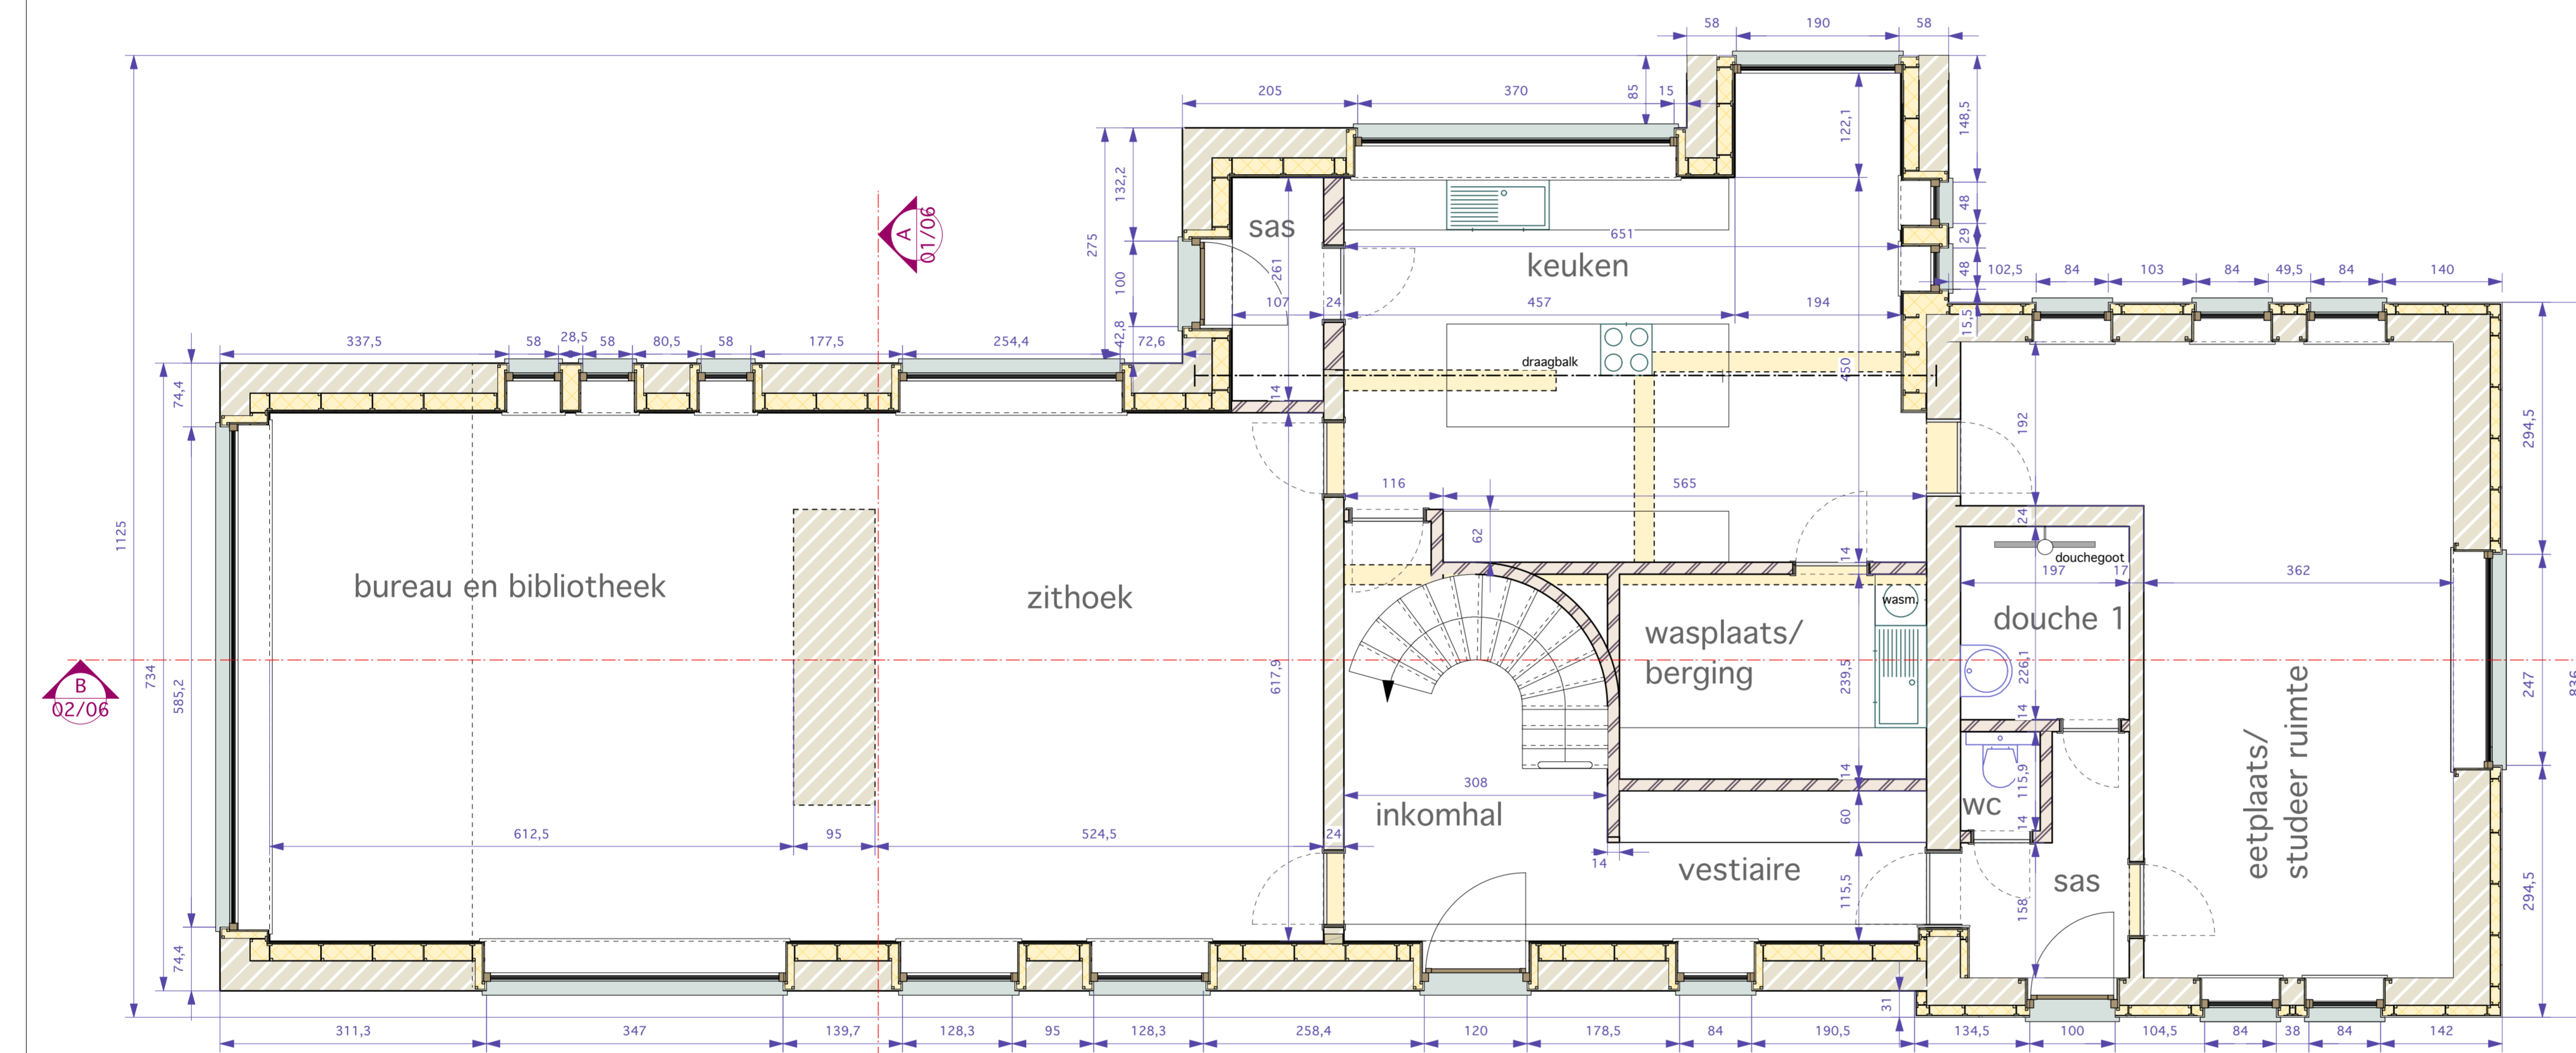 58 190 58
205 370 85 15
122,1
148,5
132,2
275
A
01/06
sas
48
29
48
651
keuken
100
261
107 24 457 194
102,5 84 103 84 49,5 84 140
15,5
42,8
337,5 58 28,5 58 80,5 58 177,5 254,4 72,6
draagbalk
450
74,4
14
192
294,5
116 565
24
62
14
1125
douchegoot
197 17 362
bureau en bibliotheek
zithoek
wasm.
wasplaats/
berging
douche 1
226,1
B
02/06
734
585,2
617,9
239,5
14
247
836
eetplaats/
studeer ruimte
308
14
115,9
inkomhal
wc
60
14
612,5 95 524,5 24
14
vestiaire
115,5
sas
158
294,5
74,4
31
311,3 347 139,7 128,3 95 128,3 258,4 120 178,5 84 190,5 134,5 100 104,5 84 38 84 142